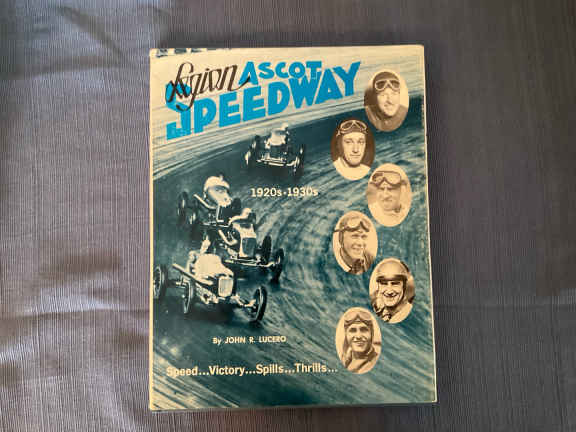 Legion ASCOT
SPEEDWAY
1920s-1930s
By JOHN R. LUCERO
Speed...Victory...Spills...Thrills...